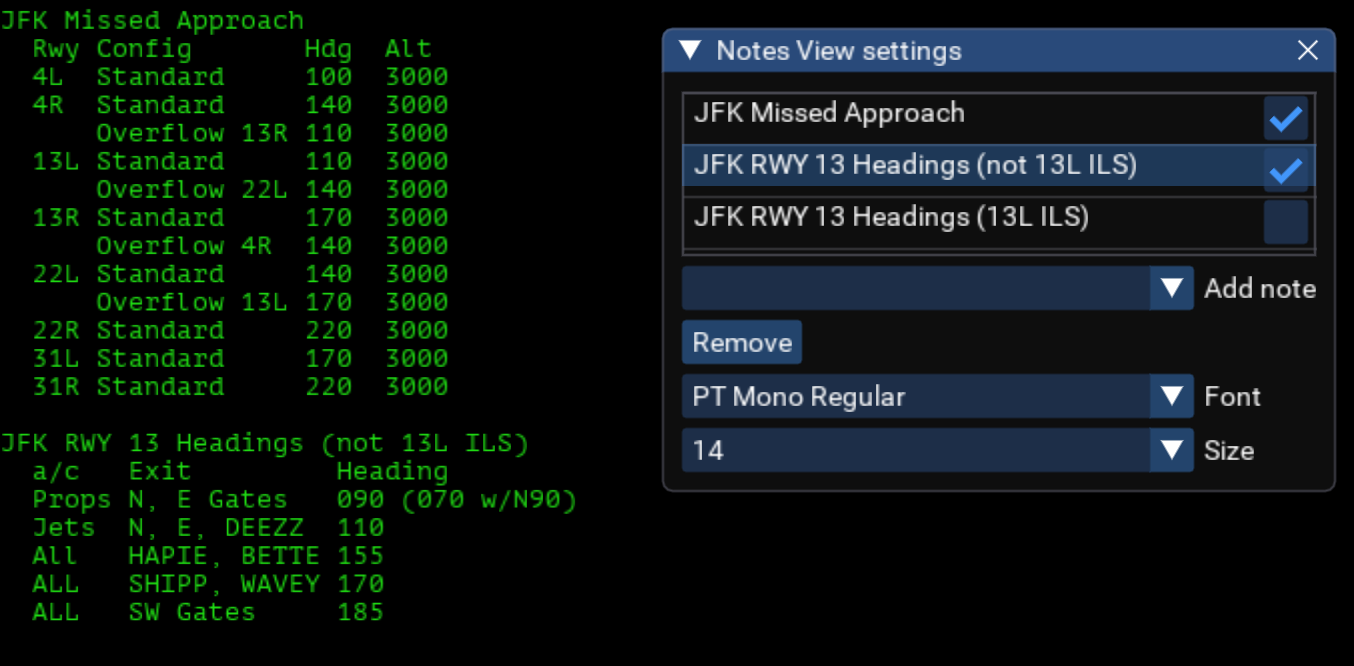 JFK Missed Approach
Rwy Config Hdg Alt
4L Standard 100 3000
4R Standard 140 3000
Overflow 13R 110 3000
13L Standard 110 3000
Overflow 22L 140 3000
13R Standard 170 3000
Overflow 4R 140 3000
22L Standard 140 3000
Overflow 13L 170 3000
22R Standard 220 3000
31L Standard 170 3000
31R Standard 220 3000
JFK RWY 13 Headings (not 13L ILS)
a/c Exit Heading
Props N, E Gates 090 (070 w/N90)
Jets N, E, DEEZZ 110
All HAPIE, BETTE 155
ALL SHIPP, WAVEY 170
ALL SW Gates 185
Notes View settings
JFK Missed Approach
JFK RWY 13 Headings (not 13L ILS)
JFK RWY 13 Headings (13L ILS)
Add note
Remove
PT Mono Regular Font
14 Size